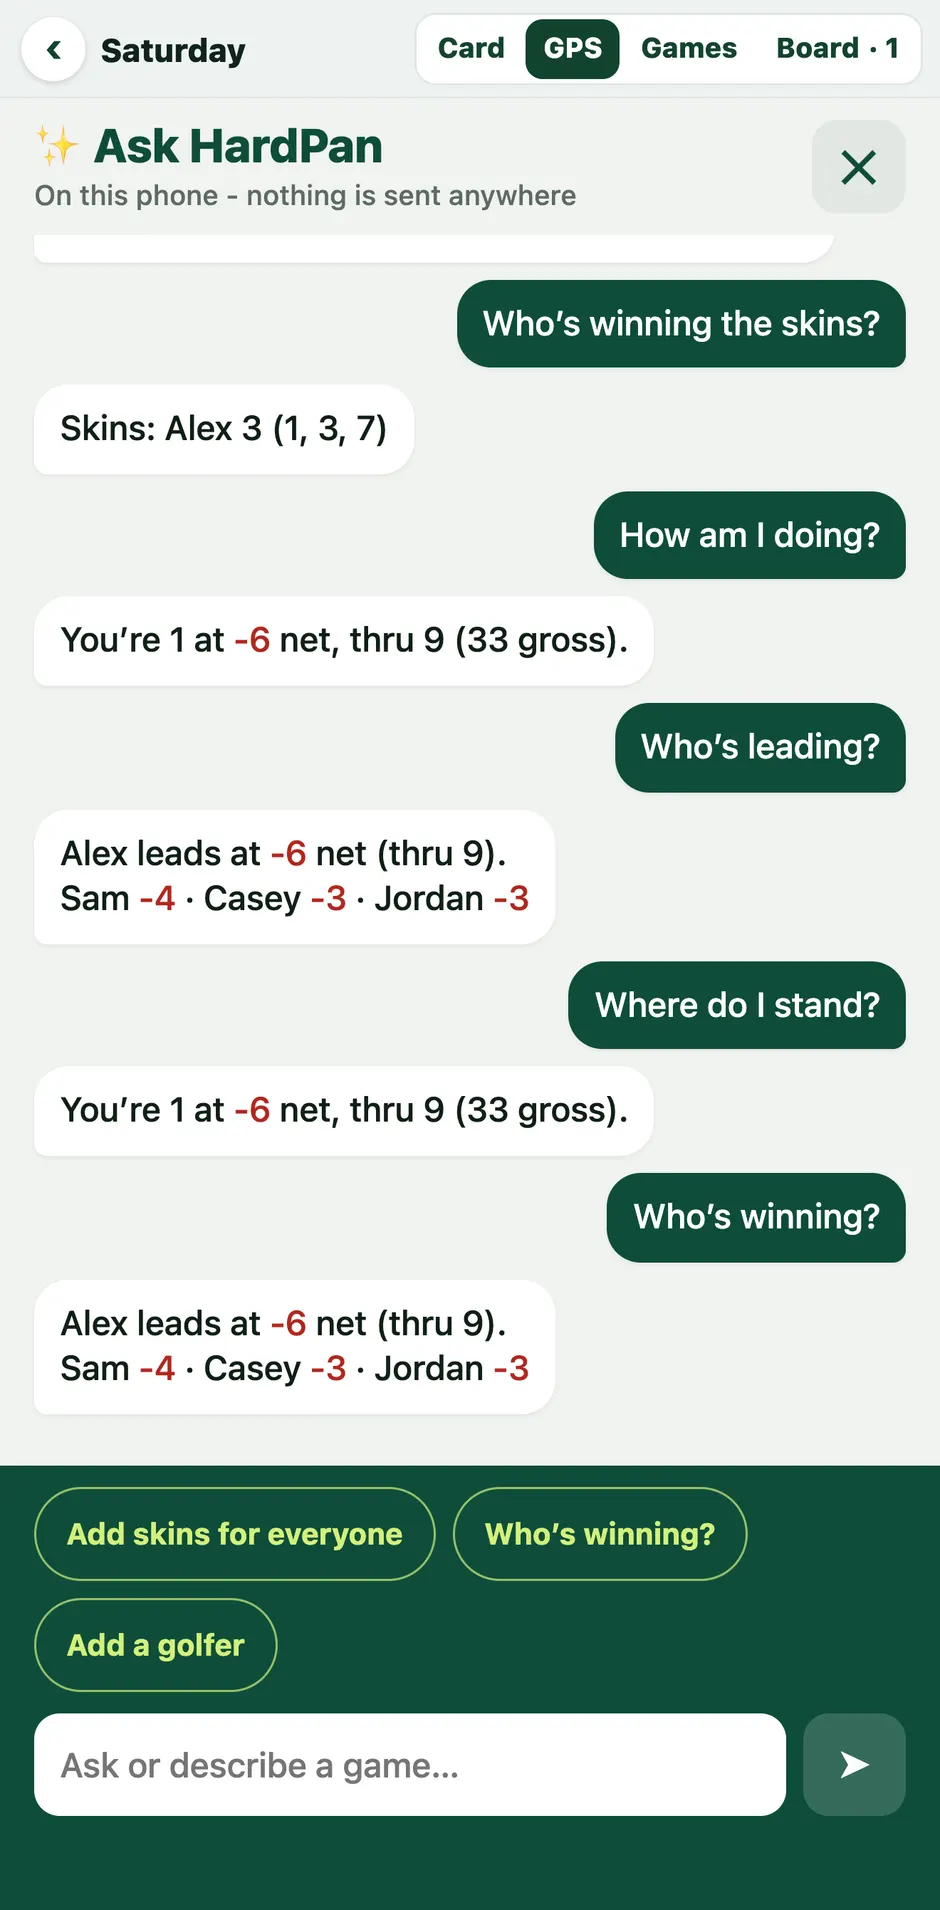 Saturday
Card GPS Games Board · 1
✨ Ask HardPan
On this phone - nothing is sent anywhere
Who’s winning the skins?
Skins: Alex 3 (1, 3, 7)
How am I doing?
You’re 1 at -6 net, thru 9 (33 gross).
Who’s leading?
Alex leads at -6 net (thru 9).
Sam -4 · Casey -3 · Jordan -3
Where do I stand?
You’re 1 at -6 net, thru 9 (33 gross).
Who’s winning?
Alex leads at -6 net (thru 9).
Sam -4 · Casey -3 · Jordan -3
Add skins for everyone
Who’s winning?
Add a golfer
Ask or describe a game...